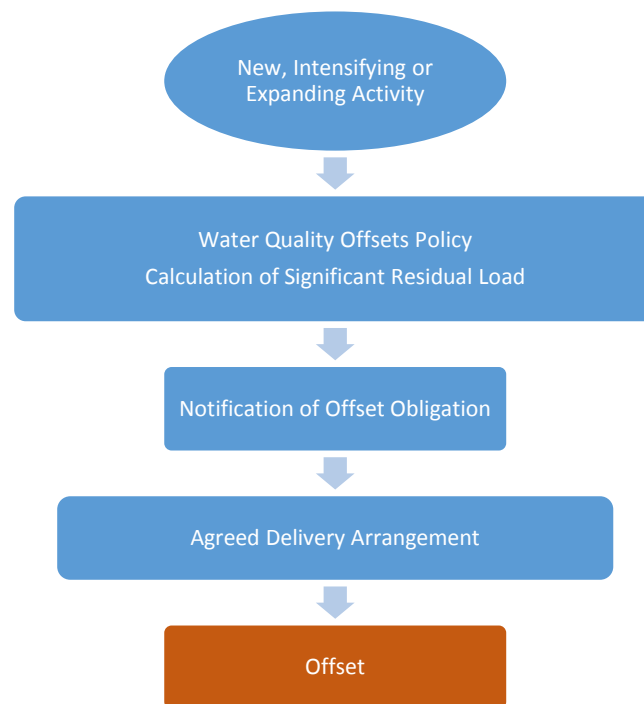 New, Intensifying or
Expanding Activity
Water Quality Offsets Policy
Calculation of Significant Residual Load
Notification of Offset Obligation
Agreed Delivery Arrangement
Offset